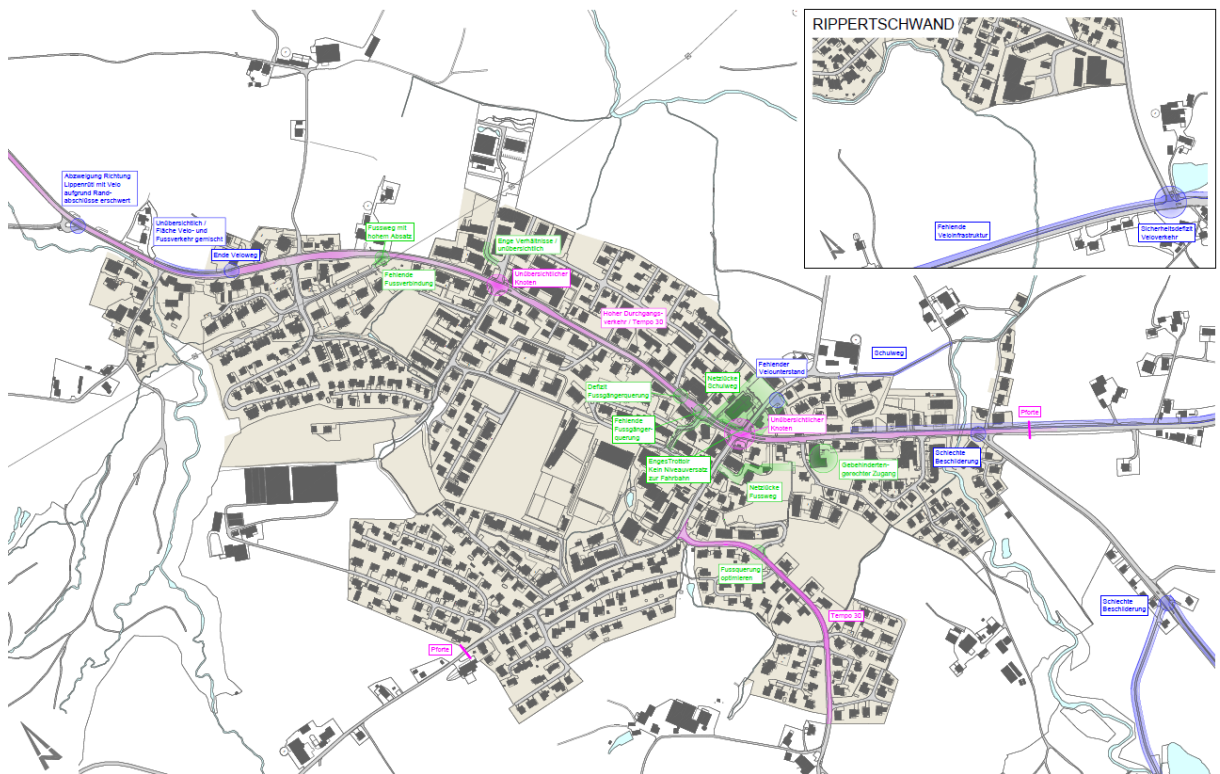 RIPPERTSCHWAND
Abzweigung Richtung
Lippenrüti mit Velo
aufgrund Rand-
abschlüsse erschwert
Unübersichtlich /
Fläche Velo- und
Fussverkehr gemischt
Ende Veloweg
Fussweg mit
hohem Absatz
Fehlende
Fussverbindung
Enge Verhältnisse /
unübersichtlich
Unübersichtlicher
Knoten
Hoher Durchgangs-
verkehr / Tempo 30
Fehlende
Veloinfrastruktur
Sicherheitsdefizit
Veloverkehr
Fehlender
Velounterstand
Schulweg
Netzlücke
Schulweg
Defizit
Fussgängerquerung
Fehlende
Fussgänger-
querung
Unübersichtlicher
Knoten
Pforte
Enges Trottoir
Kein Niveauversatz
zur Fahrbahn
Netzlücke
Fussweg
Gebehinderten-
gerechter Zugang
Schlechte
Beschilderung
Fussquerung
optimieren
Tempo 30
Schlechte
Beschilderung
Pforte
N